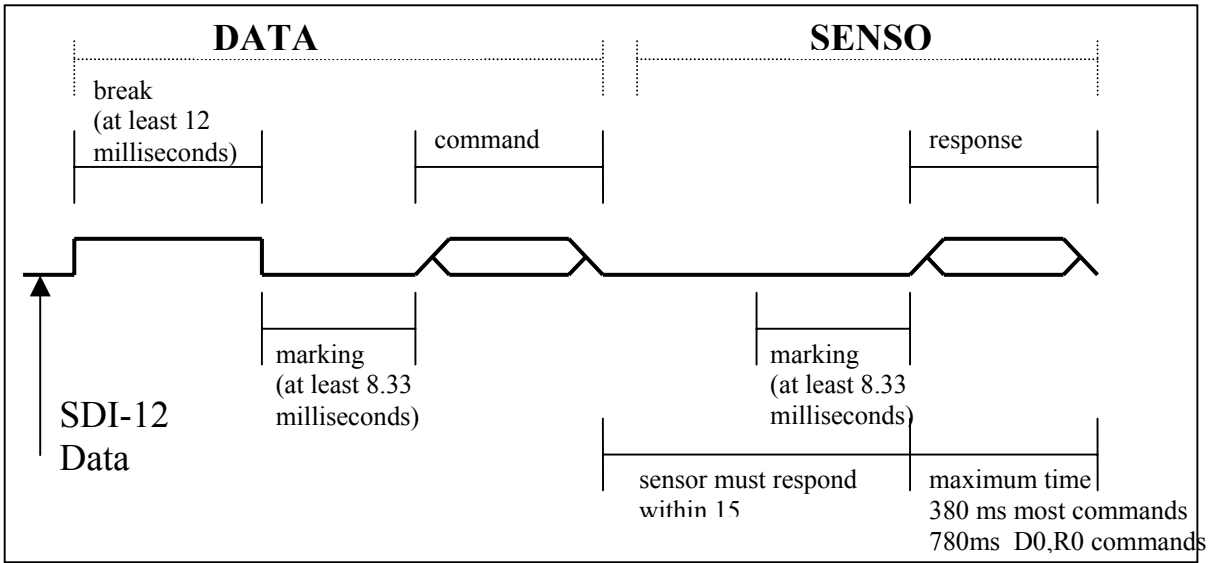 DATA
SENSO
break
(at least 12
milliseconds)
command
response
marking
(at least 8.33
milliseconds)
marking
(at least 8.33
milliseconds)
SDI-12
Data
sensor must respond
within 15
maximum time
380 ms most commands
780ms D0,R0 commands